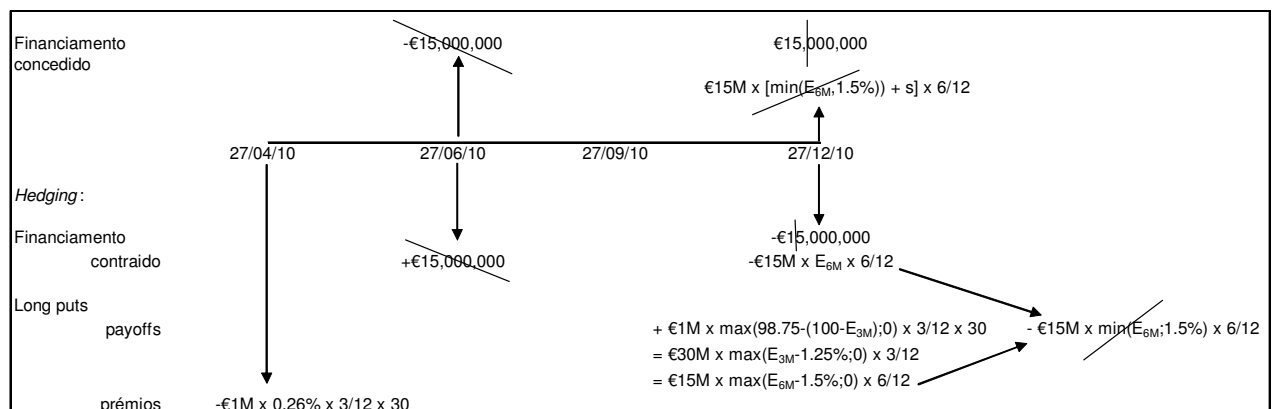 Financiamento -€15,000,000 €15,000,000
concedido
€15M x [min(E6M,1.5%)) + s] x 6/12
27/04/10 27/06/10 27/09/10 27/12/10
Hedging:
Financiamento -€15,000,000
contraido +€15,000,000 -€15M x E6M x 6/12
Long puts
payoffs + €1M x max(98.75-(100-E3M);0) x 3/12 x 30 - €15M x min(E6M;1.5%) x 6/12
= €30M x max(E3M-1.25%;0) x 3/12
= €15M x max(E6M-1.5%;0) x 6/12
prémios -€1M x 0.26% x 3/12 x 30